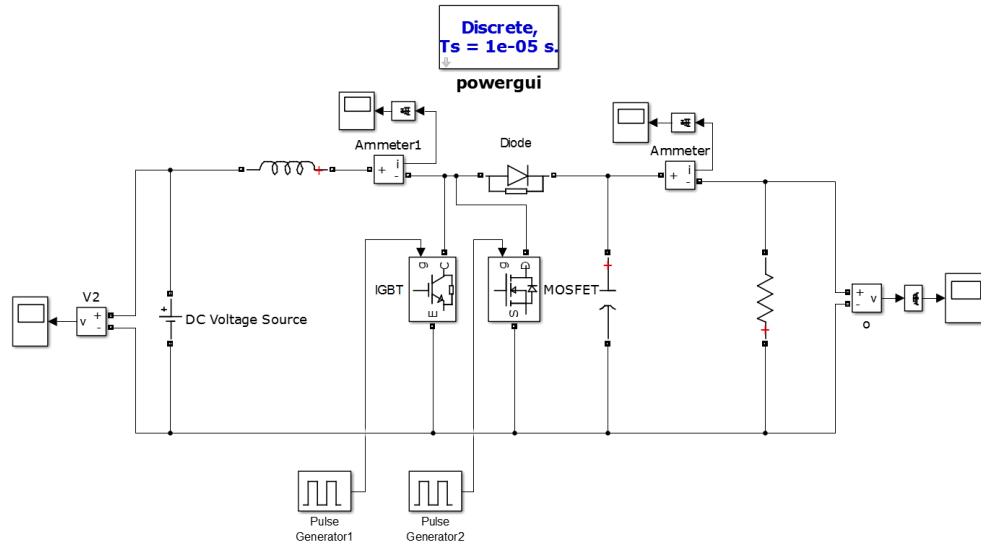 Discrete,
Ts = 1e-05 s.
powergui
Ammeter1
i
+
-
Diode
Ammeter
i
+
-
g
C
IGBT
E
g
D
MOSFET
S
V2
v
+
-
+
DC Voltage Source
+
-
v
o
Pulse
Generator1
Pulse
Generator2